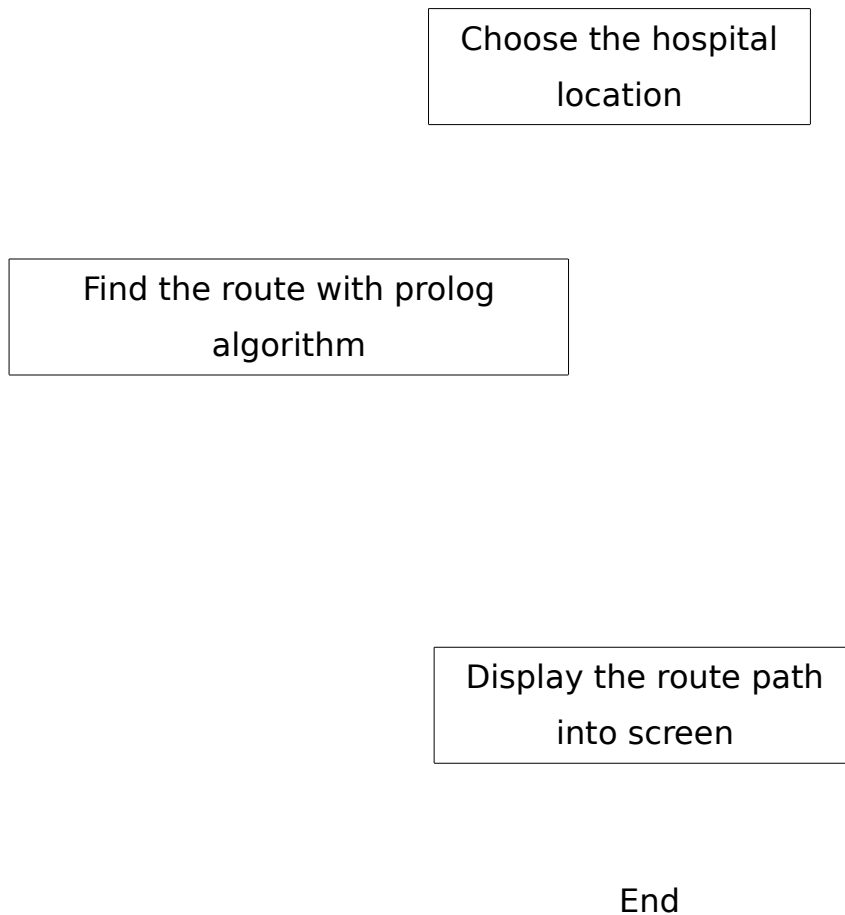 Choose the hospital
location
Find the route with prolog
algorithm
Display the route path
into screen
End